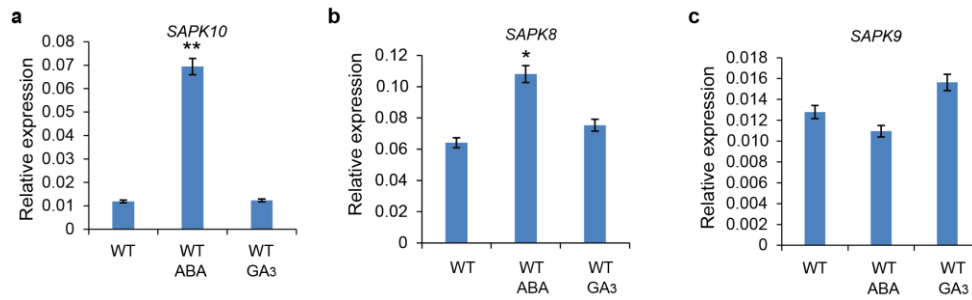 a
SAPK10
Relative expression
0.08
0.07
0.06
0.05
0.04
0.03
0.02
0.01
0
**
WT
WT ABA
WT GA3
b
SAPK8
Relative expression
0.12
0.10
0.08
0.06
0.04
0.02
0
*
WT
WT ABA
WT GA3
c
SAPK9
Relative expression
0.018
0.016
0.014
0.012
0.010
0.008
0.006
0.004
0.002
0.000
WT
WT ABA
WT GA3